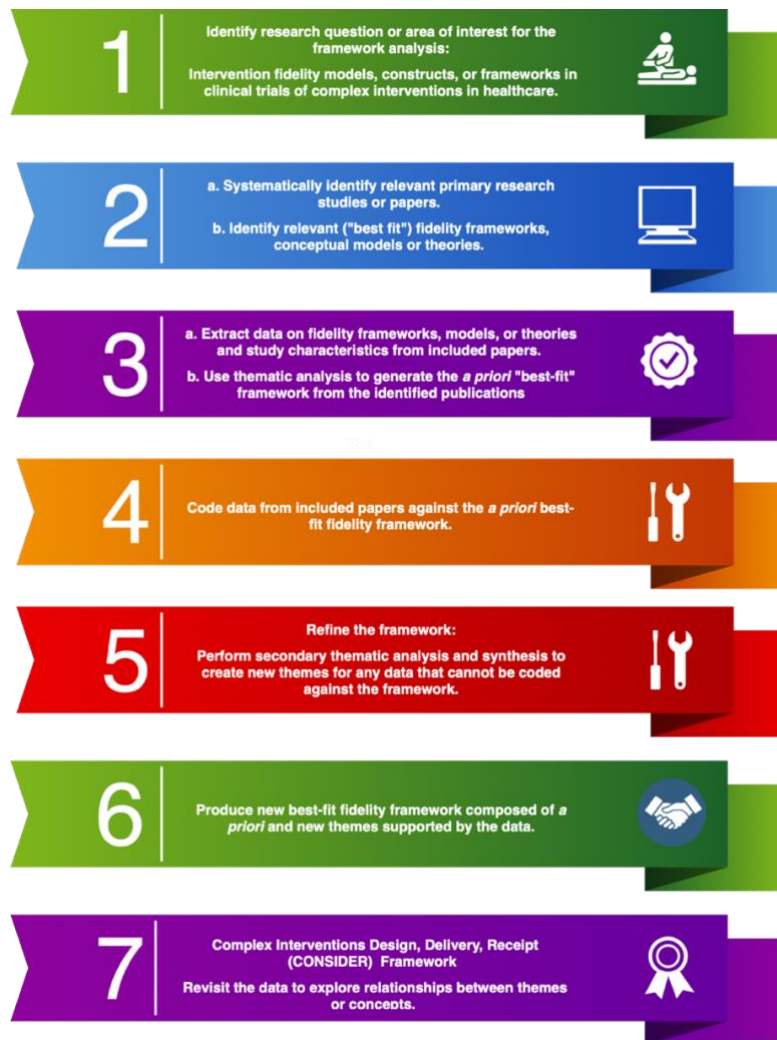 1
Identify research question or area of interest for the
framework analysis:
Intervention fidelity models, constructs, or frameworks in
clinical trials of complex interventions in healthcare.
2
a. Systematically identify relevant primary research
studies or papers.
b. Identify relevant ("best fit") fidelity frameworks,
conceptual models or theories.
3
a. Extract data on fidelity frameworks, models, or theories
and study characteristics from included papers.
b. Use thematic analysis to generate the a priori "best-fit"
framework from the identified publications
4
Code data from included papers against the a priori best-
fit fidelity framework.
5
Refine the framework:
Perform secondary thematic analysis and synthesis to
create new themes for any data that cannot be coded
against the framework.
6
Produce new best-fit fidelity framework composed of a
priori and new themes supported by the data.
7
Complex Interventions Design, Delivery, Receipt
(CONSIDER) Framework
Revisit the data to explore relationships between themes
or concepts.